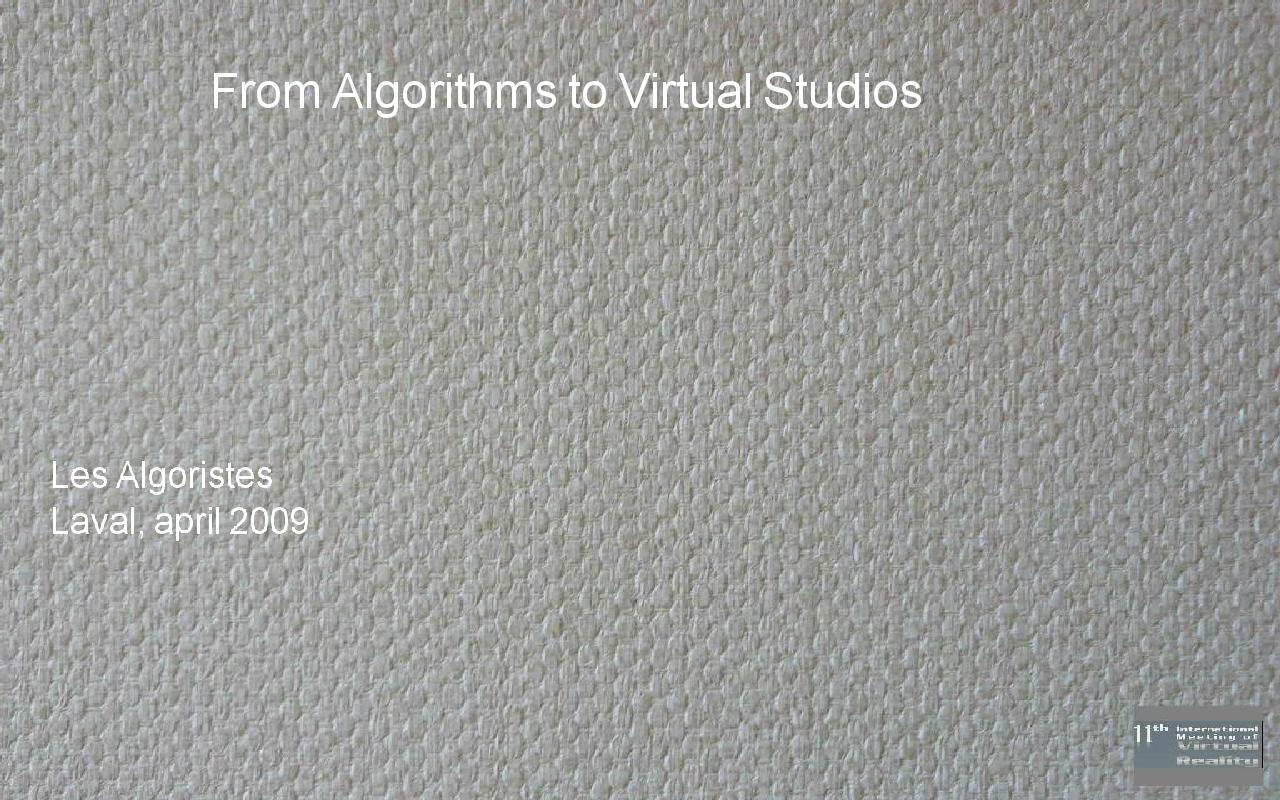 From Algorithms to Virtual Studios
Les Algoristes
Laval, april 2009
11th International
Meeting of
Virtual
Reality